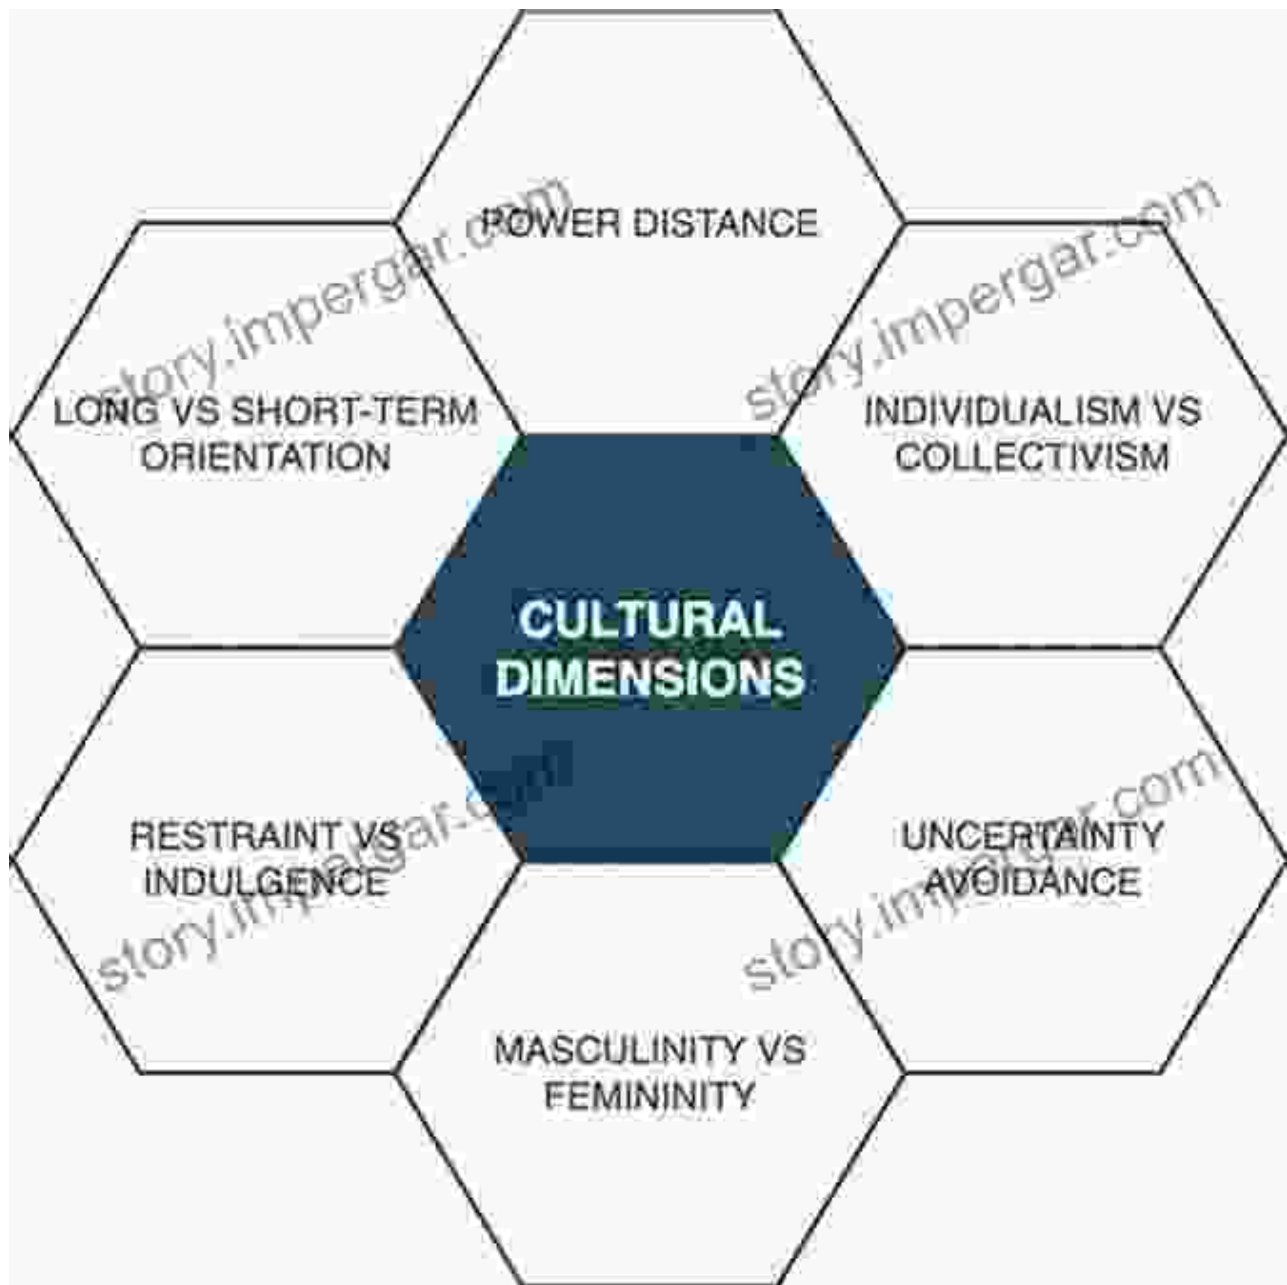 POWER DISTANCE
LONG VS SHORT-TERM
ORIENTATION
INDIVIDUALISM VS
COLLECTIVISM
CULTURAL
DIMENSIONS
RESTRAINT VS
INDULGENCE
UNCERTAINTY
AVOIDANCE
MASCULINITY VS
FEMININITY
story.impergar.com
story.impergar.com
story.impergar.com
story.impergar.com